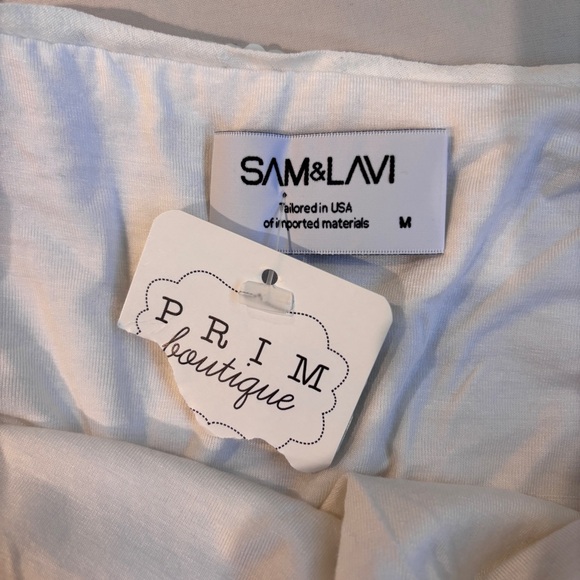 SAM&LAVI
Tailored in USA
of imported materials M
PRIM
boutique